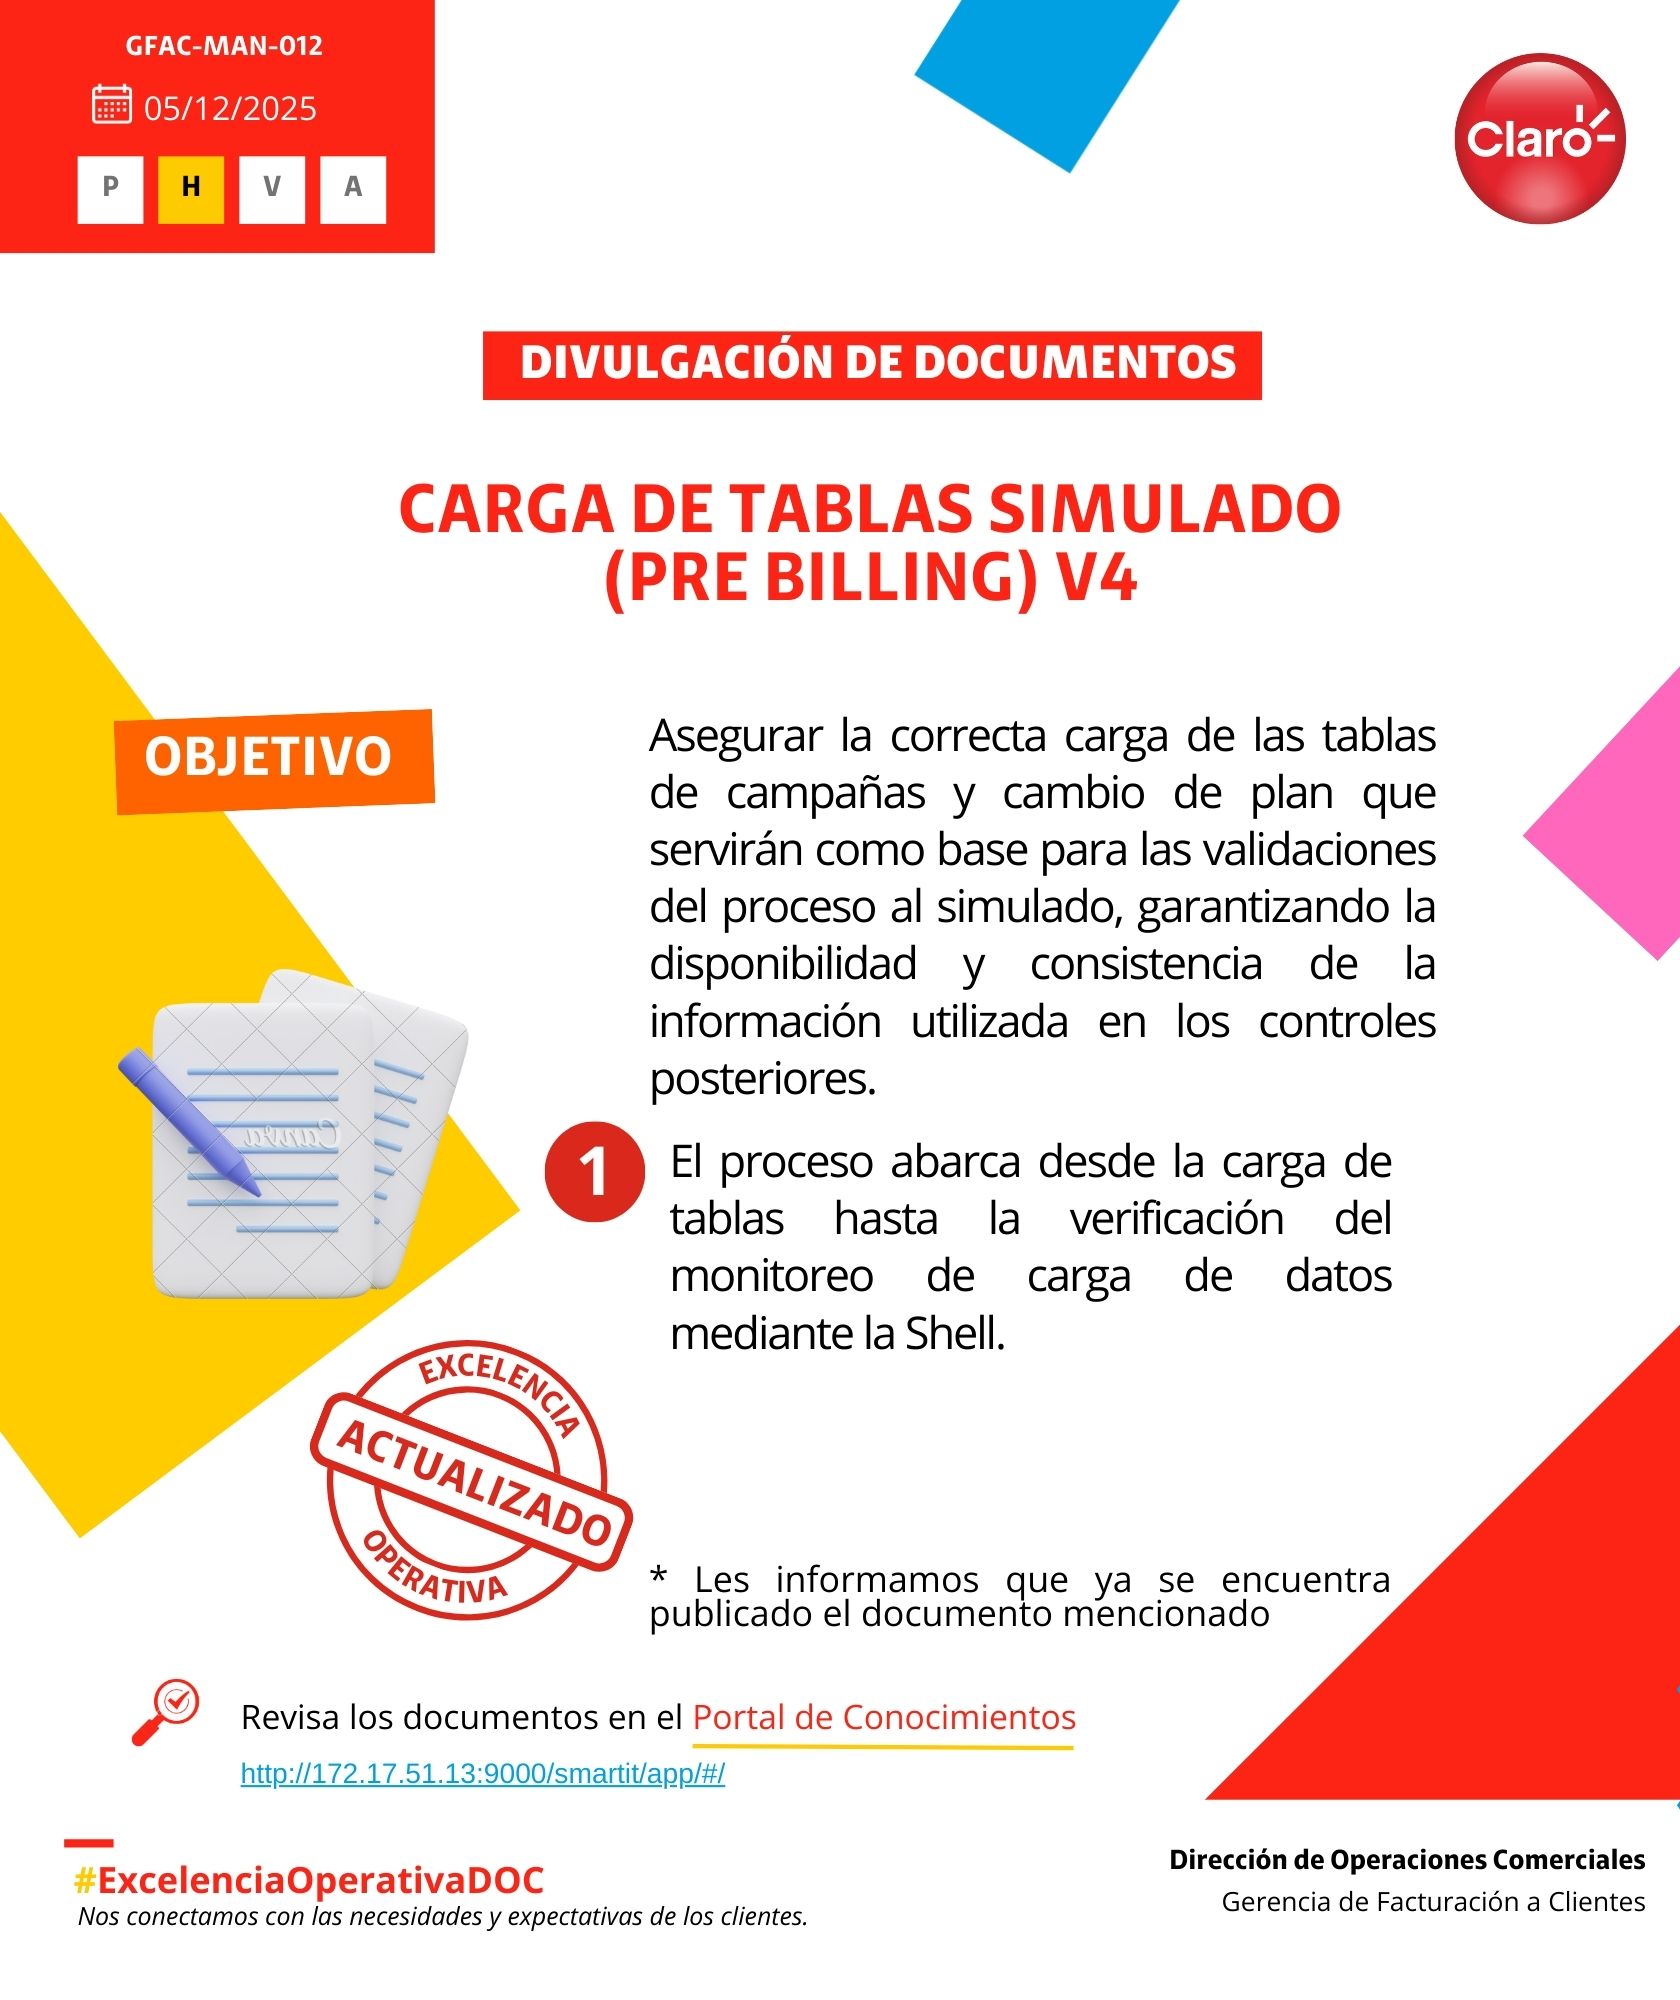 GFAC-MAN-012
05/12/2025
P H V A
Claro
DIVULGACIÓN DE DOCUMENTOS
CARGA DE TABLAS SIMULADO
(PRE BILLING) V4
OBJETIVO
Asegurar la correcta carga de las tablas
de campañas y cambio de plan que
servirán como base para las validaciones
del proceso al simulado, garantizando la
disponibilidad y consistencia de la
información utilizada en los controles
posteriores.
Canva
1
El proceso abarca desde la carga de
tablas hasta la verificación del
monitoreo de carga de datos
mediante la Shell.
EXCELENCIA
ACTUALIZADO
OPERATIVA
* Les informamos que ya se encuentra
publicado el documento mencionado
Revisa los documentos en el Portal de Conocimientos
http://172.17.51.13:9000/smartit/app/#/
#ExcelenciaOperativaDOC
Nos conectamos con las necesidades y expectativas de los clientes.
Dirección de Operaciones Comerciales
Gerencia de Facturación a Clientes